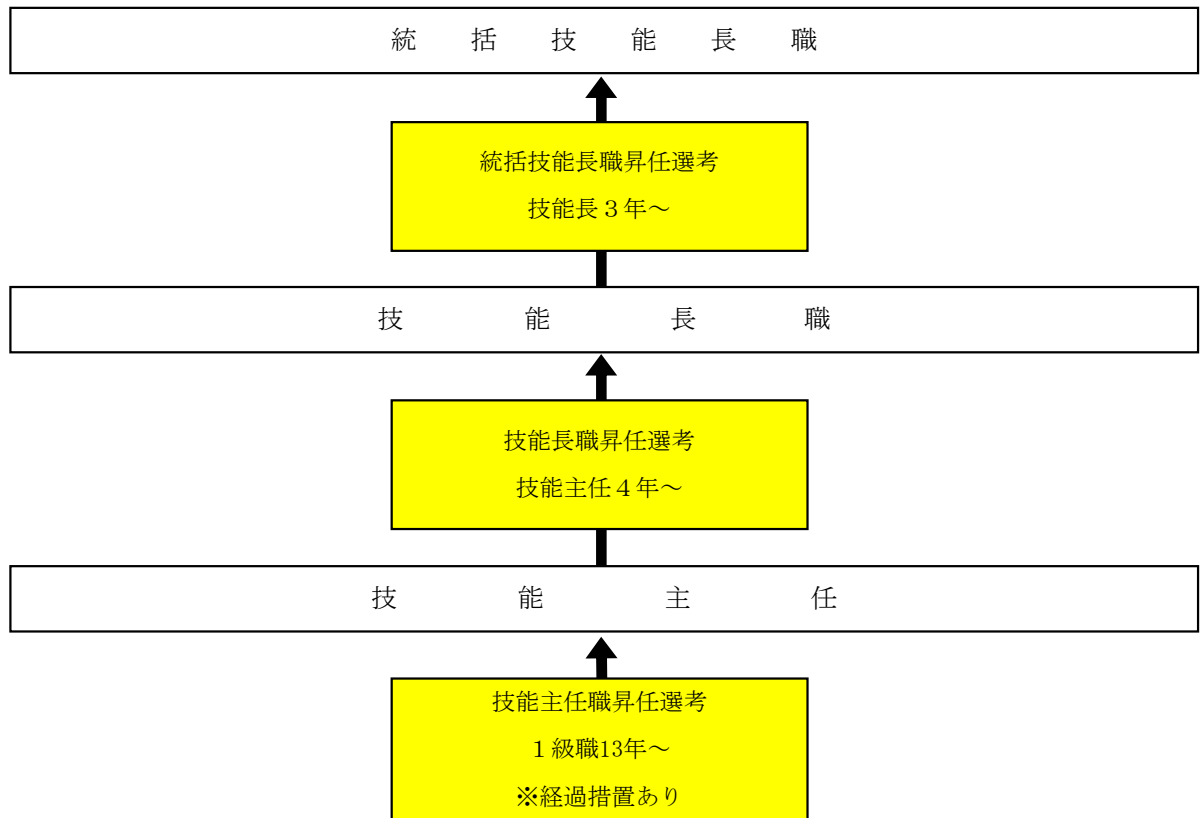 統括技能長職
統括技能長職昇任選考
技能長３年～
技能長職
技能長職昇任選考
技能主任４年～
技能主任
技能主任職昇任選考
１級職13年～
※経過措置あり